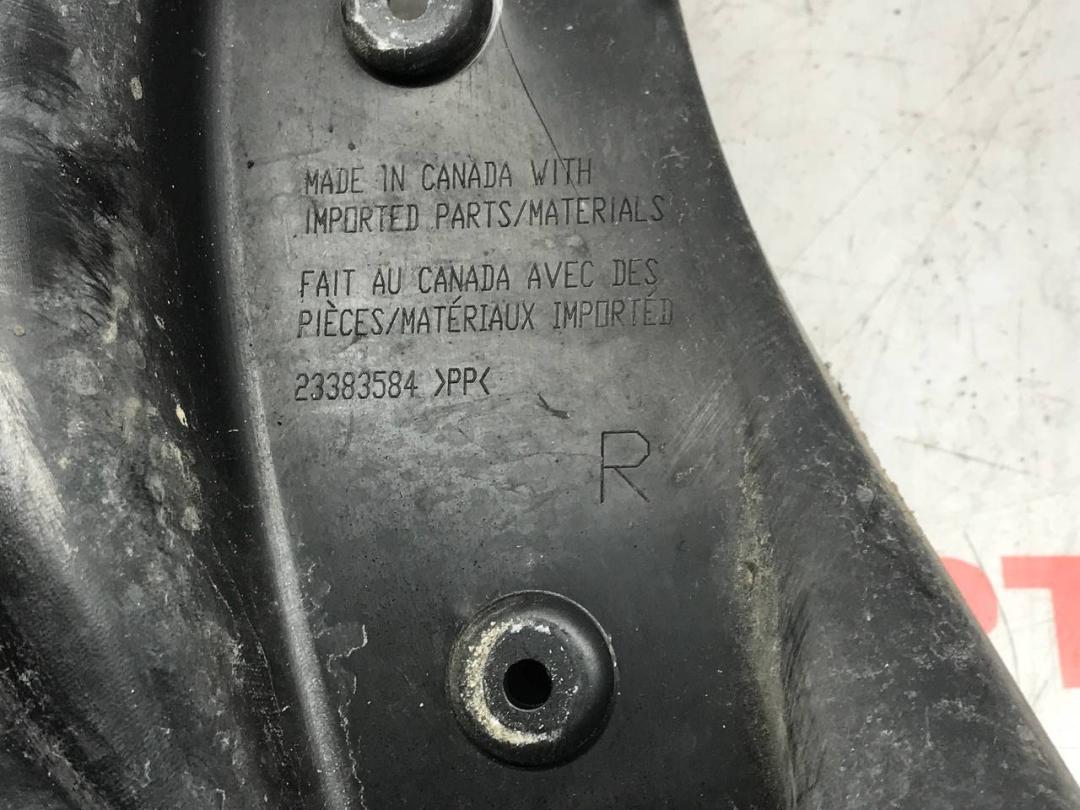 MADE IN CANADA WITH
IMPORTED PARTS/MATERIALS
FAIT AU CANADA AVEC DES
PIÈCES/MATÉRIAUX IMPORTÉD
23383584 >PP<
R